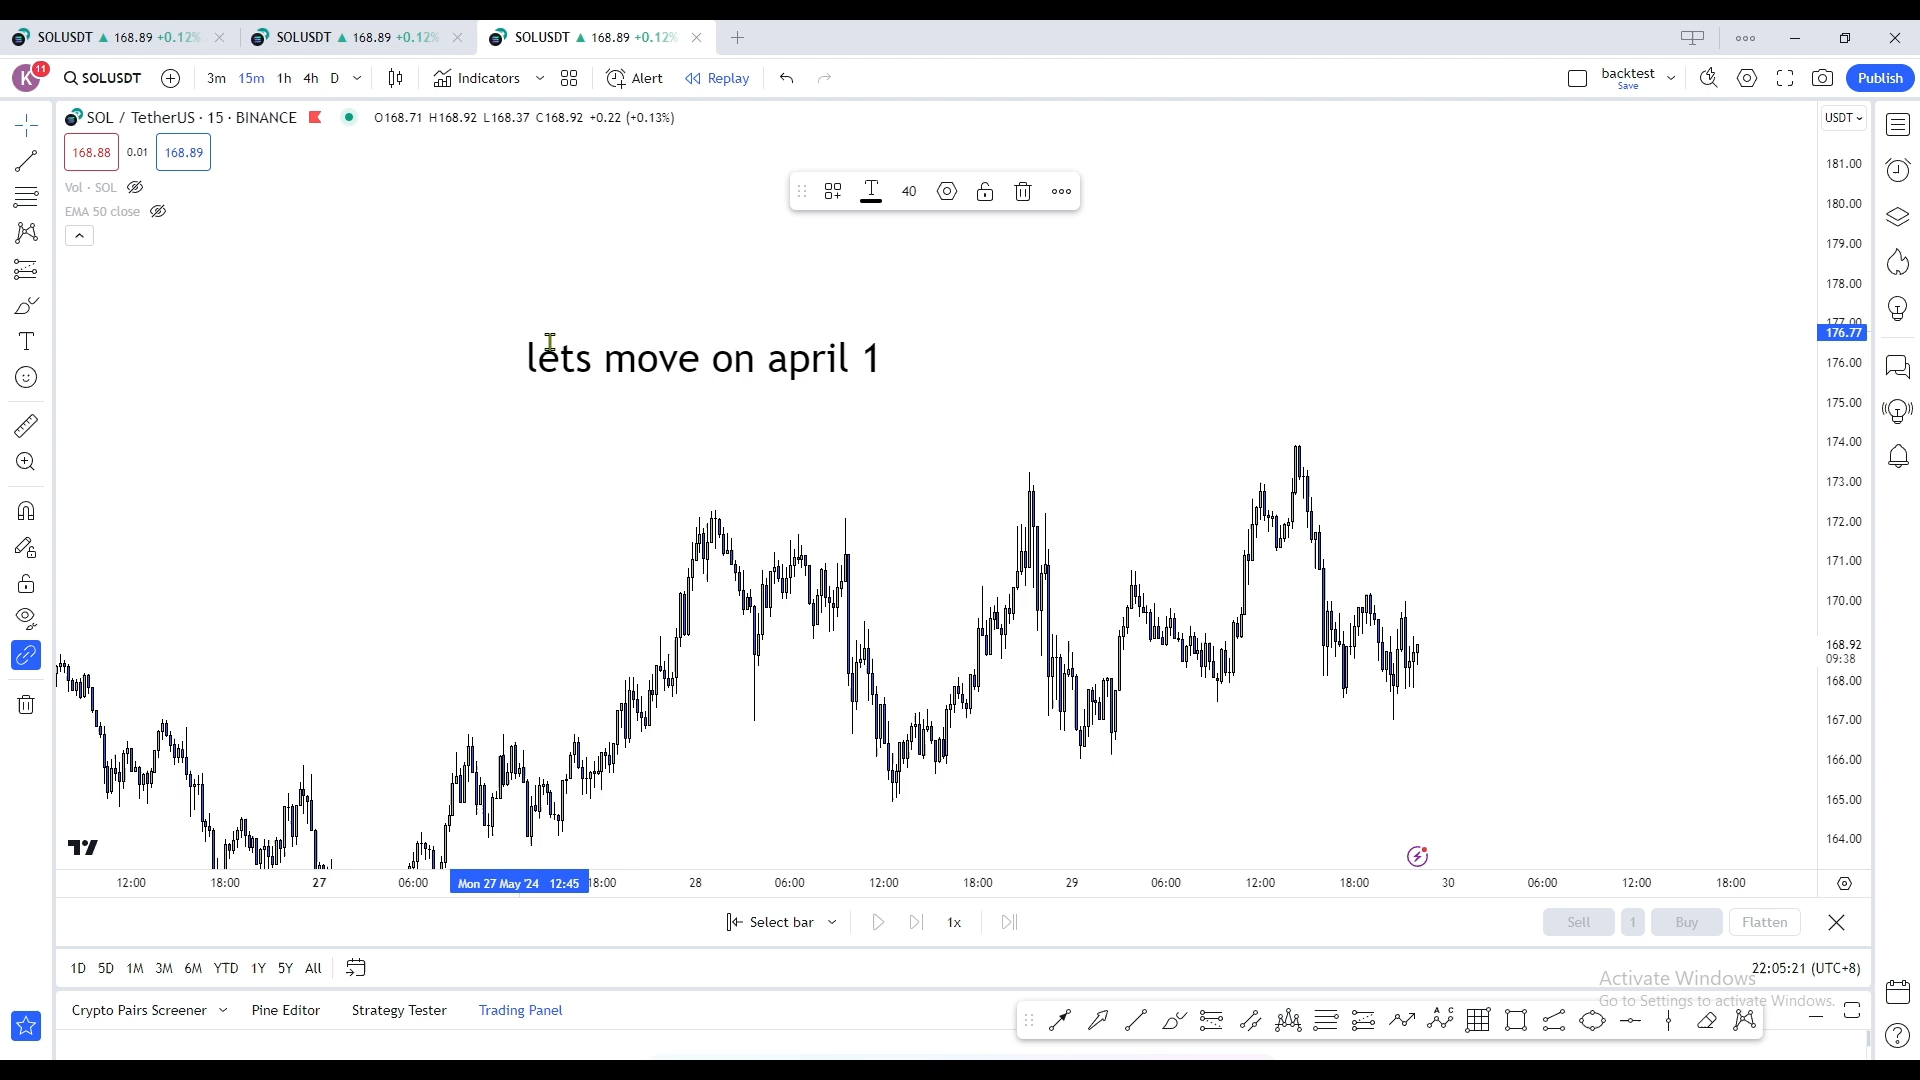 SOLUSDT ▲ 168.89 +0.12% SOLUSDT ▲ 168.89 +0.12% SOLUSDT ▲ 168.89 +0.12%
K 11 SOLUSDT 3m 15m 1h 4h D Indicators Alert Replay backtest Save Publish
SOL / TetherUS · 15 · BINANCE O168.71 H168.92 L168.37 C168.92 +0.22 (+0.13%) USDT
168.88 0.01 168.89
Vol · SOL
EMA 50 close
40
lets move on april 1
181.00
180.00
179.00
178.00
177.00
176.77
176.00
175.00
174.00
173.00
172.00
171.00
170.00
168.92
09:38
168.00
167.00
166.00
165.00
164.00
12:00 18:00 27 06:00 Mon 27 May '24 12:45 18:00 28 06:00 12:00 18:00 29 06:00 12:00 18:00 30 06:00 12:00 18:00
Select bar 1x Sell 1 Buy Flatten
1D 5D 1M 3M 6M YTD 1Y 5Y All 22:05:21 (UTC+8)
Activate Windows
Go to Settings to activate Windows.
Crypto Pairs Screener Pine Editor Strategy Tester Trading Panel